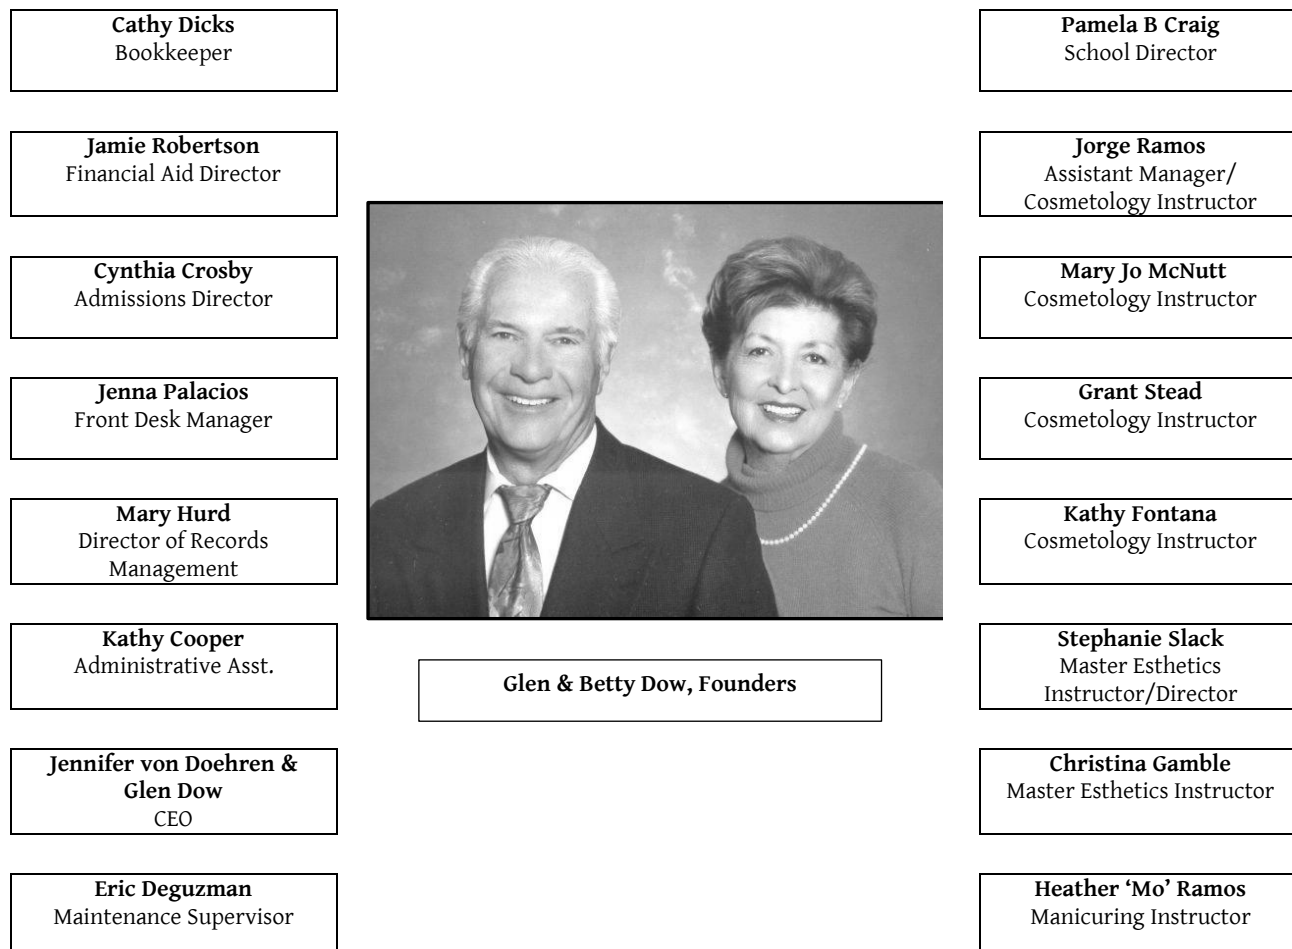 Cathy Dicks
Bookkeeper
Jamie Robertson
Financial Aid Director
Cynthia Crosby
Admissions Director
Jenna Palacios
Front Desk Manager
Mary Hurd
Director of Records
Management
Kathy Cooper
Administrative Asst.
Jennifer von Doehren &
Glen Dow
CEO
Eric Deguzman
Maintenance Supervisor
Glen & Betty Dow, Founders
Pamela B Craig
School Director
Jorge Ramos
Assistant Manager/
Cosmetology Instructor
Mary Jo McNutt
Cosmetology Instructor
Grant Stead
Cosmetology Instructor
Kathy Fontana
Cosmetology Instructor
Stephanie Slack
Master Esthetics
Instructor/Director
Christina Gamble
Master Esthetics Instructor
Heather ‘Mo’ Ramos
Manicuring Instructor